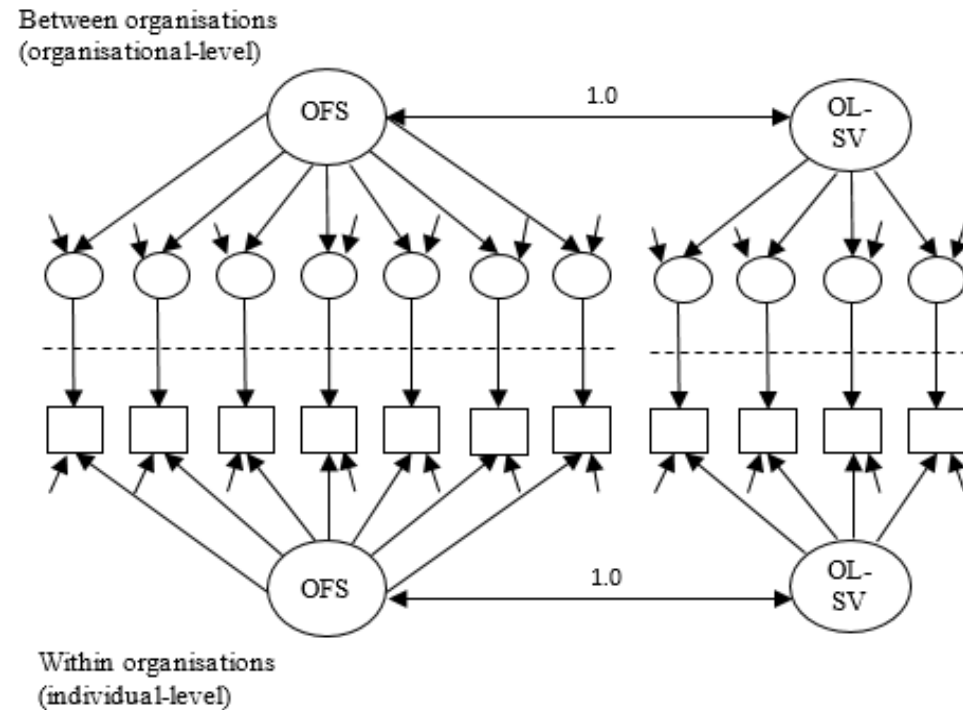 Between organisations
(organisational-level)
OFS
1.0
OL-
SV
OFS
1.0
OL-
SV
Within organisations
(individual-level)